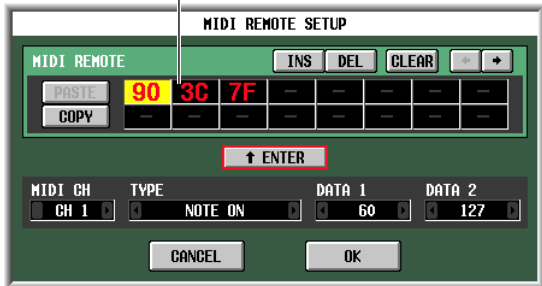 MIDI REMOTE SETUP
MIDI REMOTE INS DEL CLEAR ← →
PASTE 90 3C 7F – – – – –
COPY – – – – – – – –
↑ ENTER
MIDI CH TYPE DATA 1 DATA 2
CH 1 NOTE ON 60 127
CANCEL OK